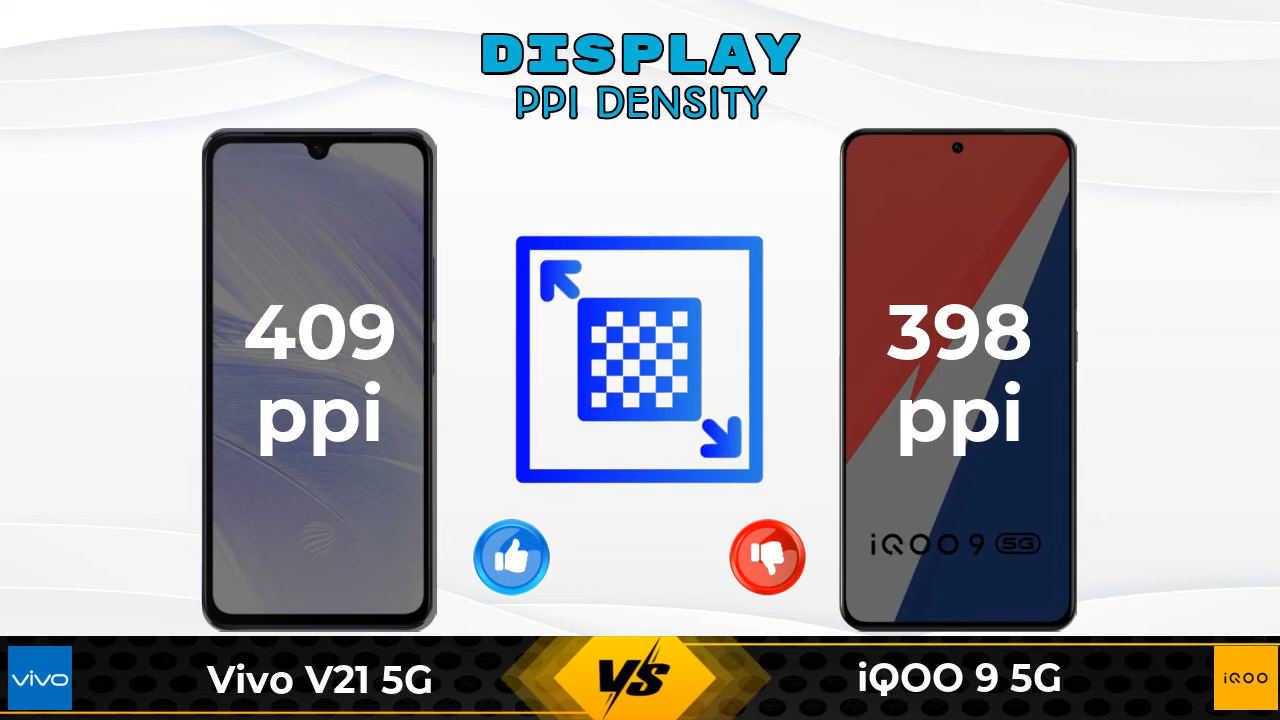 DISPLAY
PPI DENSITY
409
ppi
398
ppi
iQOO 9 5G
vivo
Vivo V21 5G
VS
iQOO 9 5G
iQOO